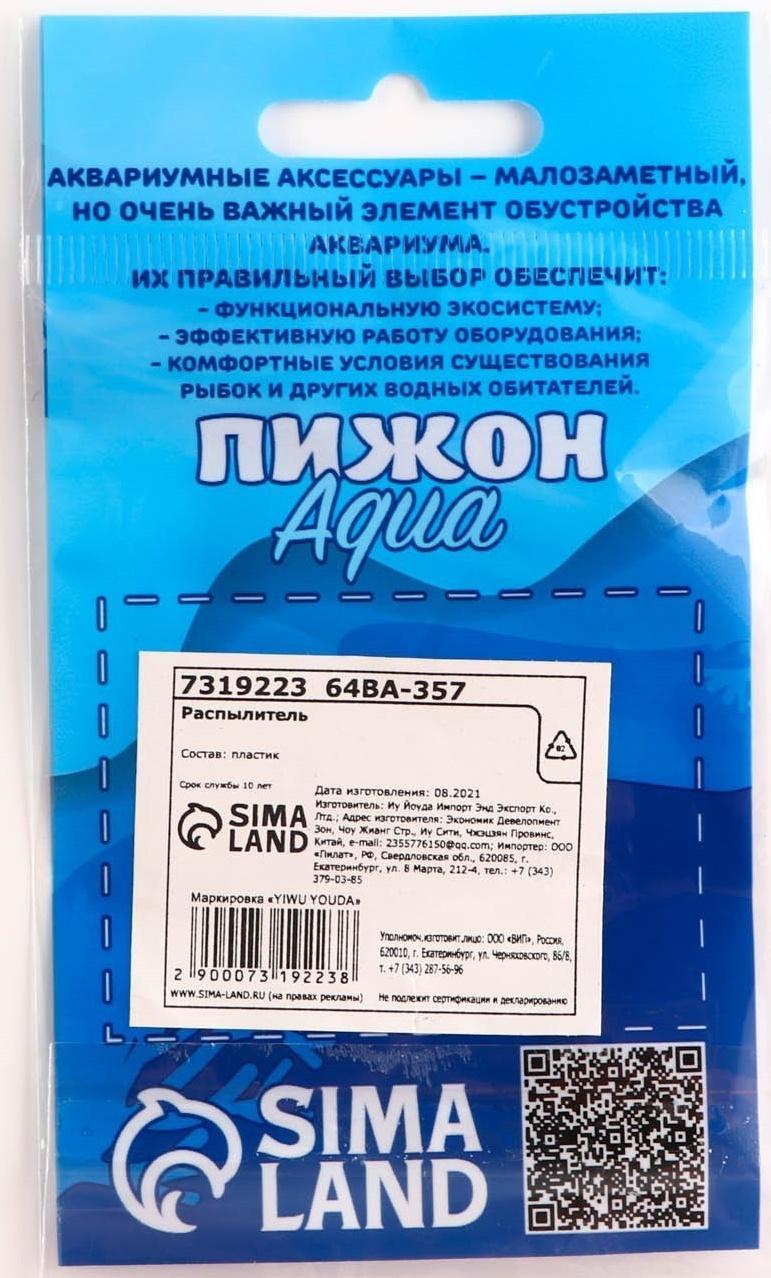 АКВАРИУМНЫЕ АКСЕССУАРЫ – МАЛОЗАМЕТНЫЙ,
НО ОЧЕНЬ ВАЖНЫЙ ЭЛЕМЕНТ ОБУСТРОЙСТВА
АКВАРИУМА.
ИХ ПРАВИЛЬНЫЙ ВЫБОР ОБЕСПЕЧИТ:
– ФУНКЦИОНАЛЬНУЮ ЭКОСИСТЕМУ;
– ЭФФЕКТИВНУЮ РАБОТУ ОБОРУДОВАНИЯ;
– КОМФОРТНЫЕ УСЛОВИЯ СУЩЕСТВОВАНИЯ
РЫБОК И ДРУГИХ ВОДНЫХ ОБИТАТЕЛЕЙ.
ПИЖОН
Aqua
7319223 64BA-357
Распылитель
02
Состав: пластик
Срок службы 10 лет
SIMA
LAND
Дата изготовления: 08.2021
Изготовитель: Иу Йоуда Импорт Энд Экспорт Ко.,
Лтд.; Адрес изготовителя: Экономик Девелопмент
Зон, Чоу Жианг Стр., Иу Сити, Чжэцзян Провинс,
Китай, e-mail: 2355776150@qq.com; Импортер: ООО
«Пилат», РФ, Свердловская обл., 620085, г.
Екатеринбург, ул. 8 Марта, 212-4, тел.: +7 (343)
379-03-85
Маркировка «YIWU YOUDA»
2 900073 192238
Уполномоч.изготовит.лицо: ООО «ВИП», Россия,
620010, г. Екатеринбург, ул. Черняховского, 86/8,
т. +7 (343) 287-56-96
WWW.SIMA-LAND.RU (на правах рекламы)
Не подлежит сертификации и декларированию
SIMA
LAND